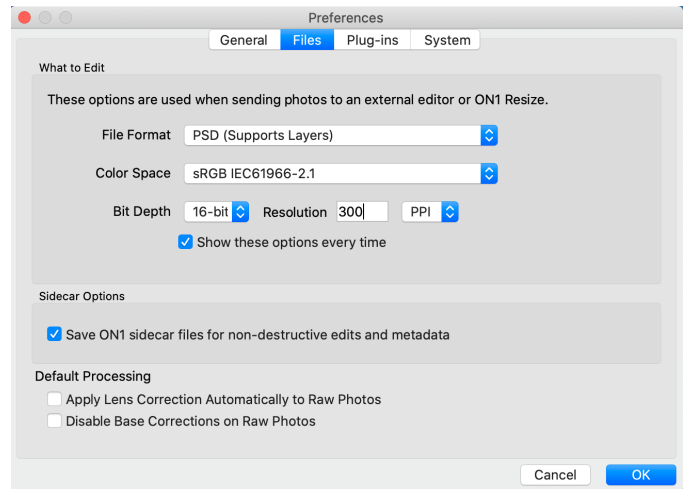 Preferences
General Files Plug-ins System
What to Edit
These options are used when sending photos to an external editor or ON1 Resize.
File Format PSD (Supports Layers)
Color Space sRGB IEC61966-2.1
Bit Depth 16-bit Resolution 300 PPI
Show these options every time
Sidecar Options
Save ON1 sidecar files for non-destructive edits and metadata
Default Processing
Apply Lens Correction Automatically to Raw Photos
Disable Base Corrections on Raw Photos
Cancel OK